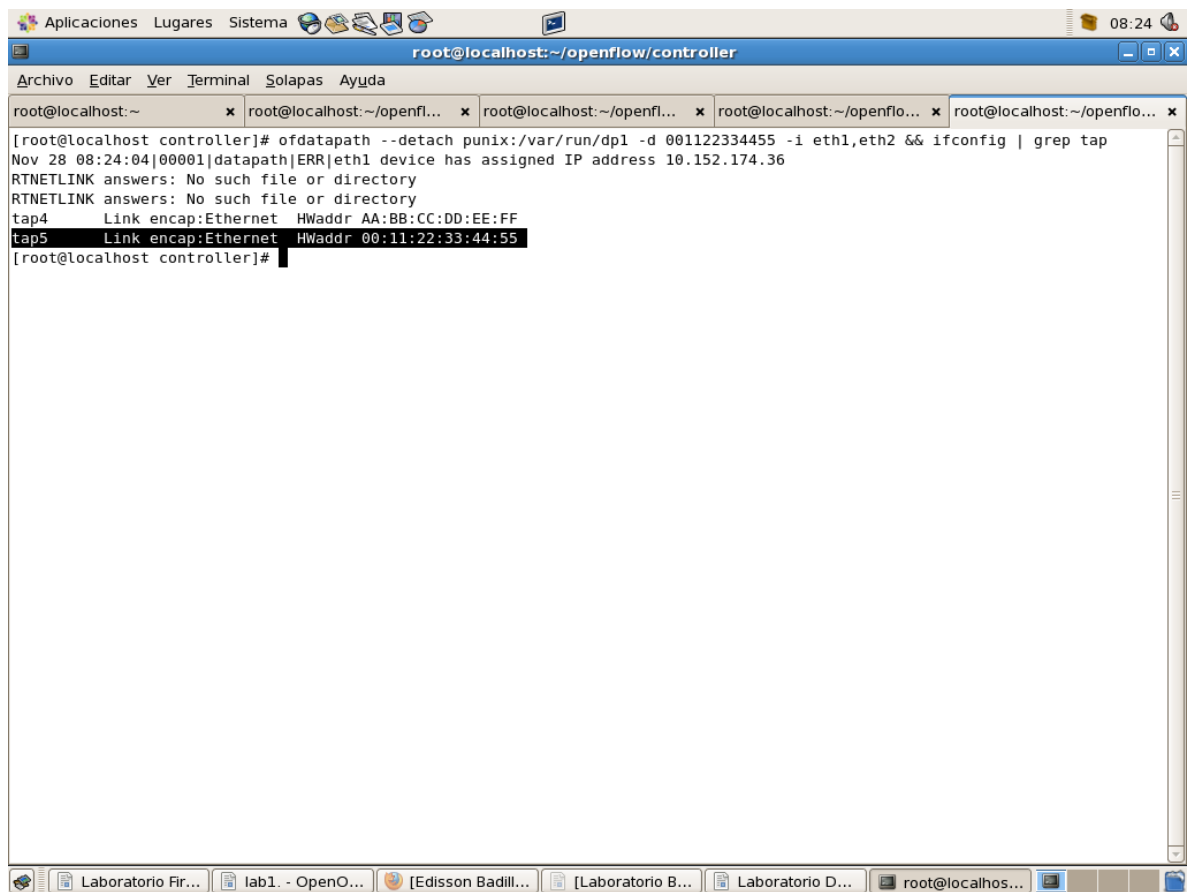 Aplicaciones Lugares Sistema 08:24
root@localhost:~/openflow/controller
Archivo Editar Ver Terminal Solapas Ayuda
root@localhost:~ root@localhost:~/openfl... root@localhost:~/openfl... root@localhost:~/openflo... root@localhost:~/openflo...
[root@localhost controller]# ofdatapath --detach punix:/var/run/dp1 -d 001122334455 -i eth1,eth2 && ifconfig | grep tap
Nov 28 08:24:04|00001|datapath|ERR|eth1 device has assigned IP address 10.152.174.36
RTNETLINK answers: No such file or directory
RTNETLINK answers: No such file or directory
tap4      Link encap:Ethernet  HWaddr AA:BB:CC:DD:EE:FF
tap5      Link encap:Ethernet  HWaddr 00:11:22:33:44:55
[root@localhost controller]#
Laboratorio Fir... lab1. - OpenO... [Edisson Badill... [Laboratorio B... Laboratorio D... root@localhos...